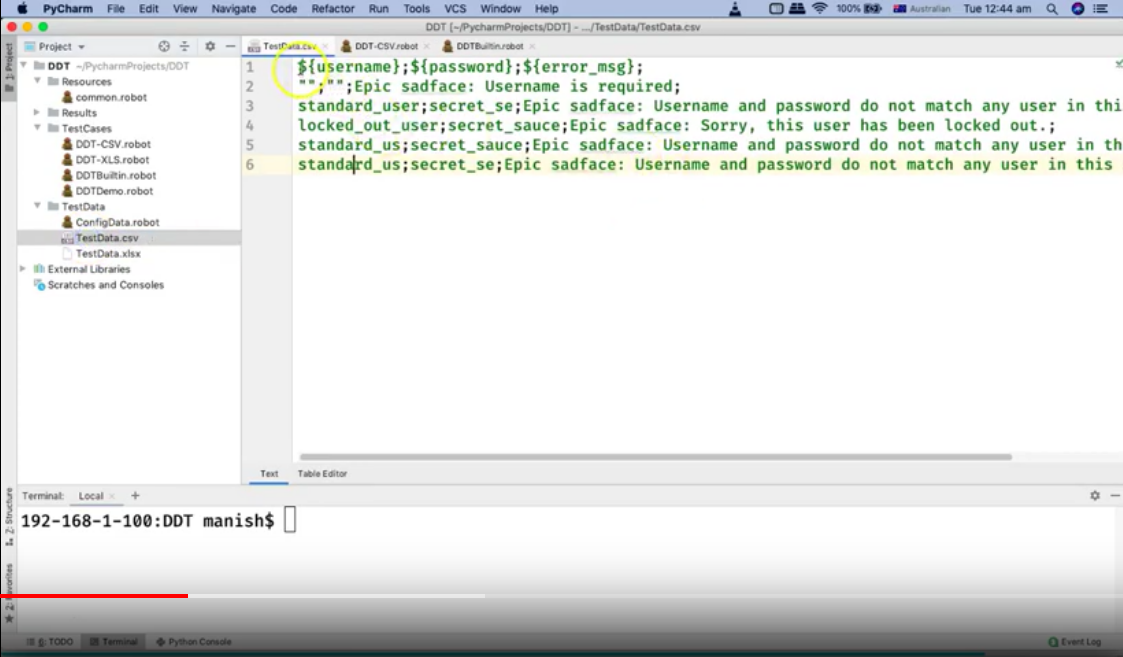 PyCharm File Edit View Navigate Code Refactor Run Tools VCS Window Help 100% Australian Tue 12:44 am
DDT [~/PycharmProjects/DDT] - .../TestData/TestData.csv
1: Project
Project
TestData.csv DDT-CSV.robot DDTBuiltin.robot
DDT ~/PycharmProjects/DDT
Resources
common.robot
Results
TestCases
DDT-CSV.robot
DDT-XLS.robot
DDTBuiltin.robot
DDTDemo.robot
TestData
ConfigData.robot
TestData.csv
TestData.xlsx
External Libraries
Scratches and Consoles
1 ${username};${password};${error_msg};
2 "";"";Epic sadface: Username is required;
3 standard_user;secret_se;Epic sadface: Username and password do not match any user in thi
4 locked_out_user;secret_sauce;Epic sadface: Sorry, this user has been locked out.;
5 standard_us;secret_sauce;Epic sadface: Username and password do not match any user in th
6 standard_us;secret_se;Epic sadface: Username and password do not match any user in this
Text Table Editor
Terminal: Local +
192-168-1-100:DDT manish$
Z: Structure
2: Favorites
6: TODO Terminal Python Console Event Log